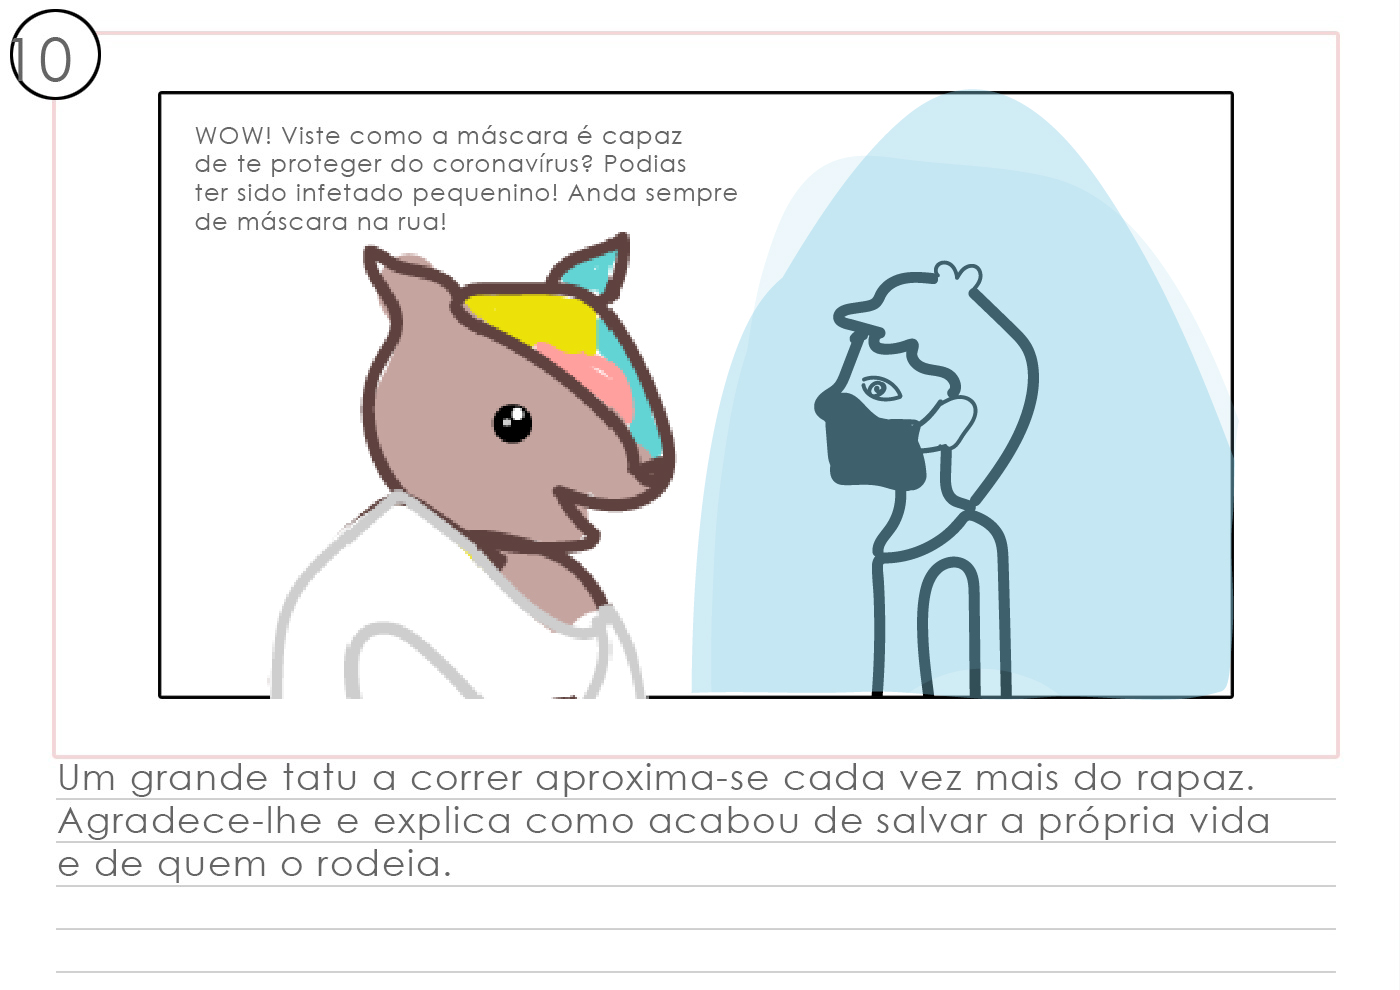 10
WOW! Viste como a máscara é capaz
de te proteger do coronavírus? Podias
ter sido infetado pequenino! Anda sempre
de máscara na rua!
Um grande tatu a correr aproxima-se cada vez mais do rapaz.
Agradece-lhe e explica como acabou de salvar a própria vida
e de quem o rodeia.